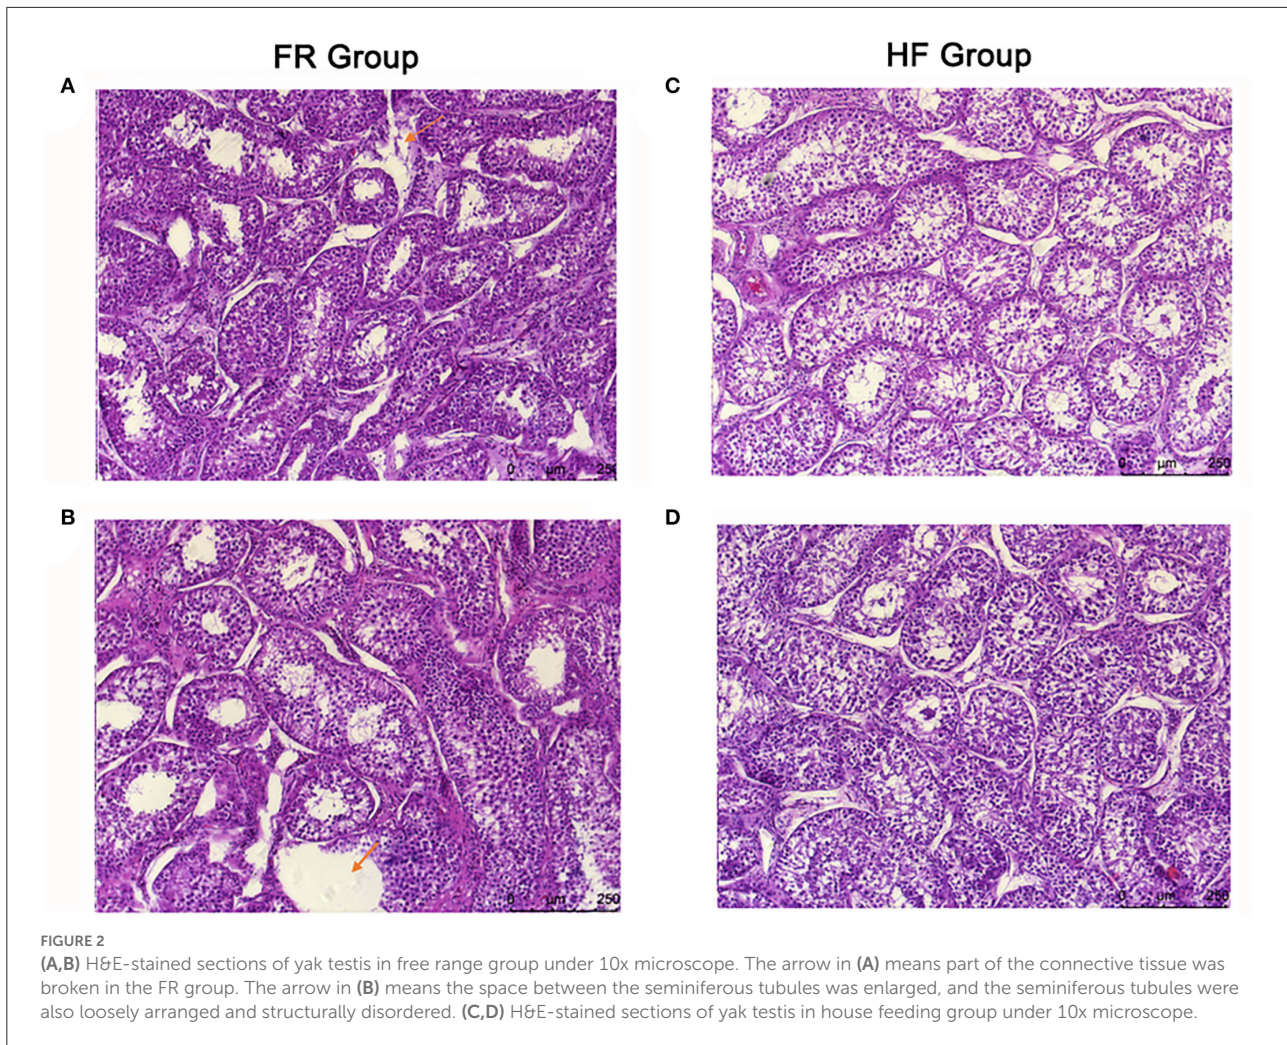 FR Group
HF Group
A
C
0 µm 250
0 µm 250
B
D
0 µm 250
0 µm 250
FIGURE 2
(A,B) H&E-stained sections of yak testis in free range group under 10x microscope. The arrow in (A) means part of the connective tissue was
broken in the FR group. The arrow in (B) means the space between the seminiferous tubules was enlarged, and the seminiferous tubules were
also loosely arranged and structurally disordered. (C,D) H&E-stained sections of yak testis in house feeding group under 10x microscope.